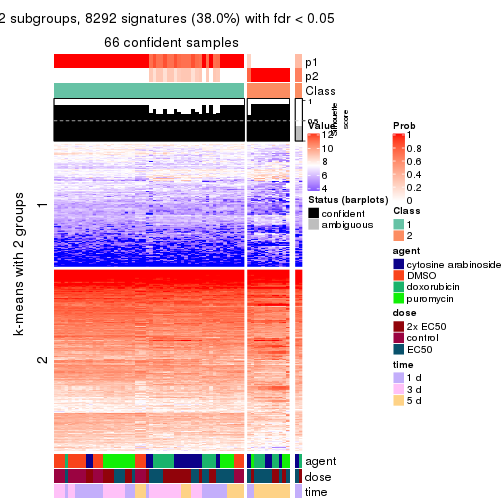 2 subgroups, 8292 signatures (38.0%) with fdr < 0.05
66 confident samples
p1
p2
Class
1
0.5
Silhouette
score
k-means with 2 groups
1
2
Value
12
10
8
6
4
Status (barplots)
confident
ambiguous
Prob
1
0.8
0.6
0.4
0.2
0
Class
1
2
agent
cytosine arabinoside
DMSO
doxorubicin
puromycin
dose
2x EC50
control
EC50
time
1 d
3 d
5 d
agent
dose
time